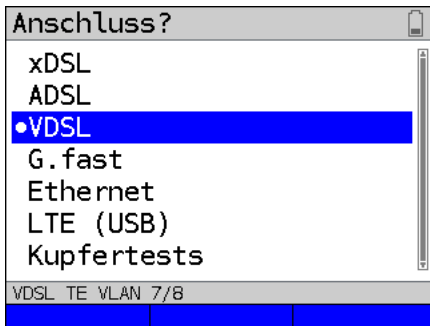 Anschluss?
xDSL
ADSL
●VDSL
G.fast
Ethernet
LTE (USB)
Kupfertests
VDSL TE VLAN 7/8